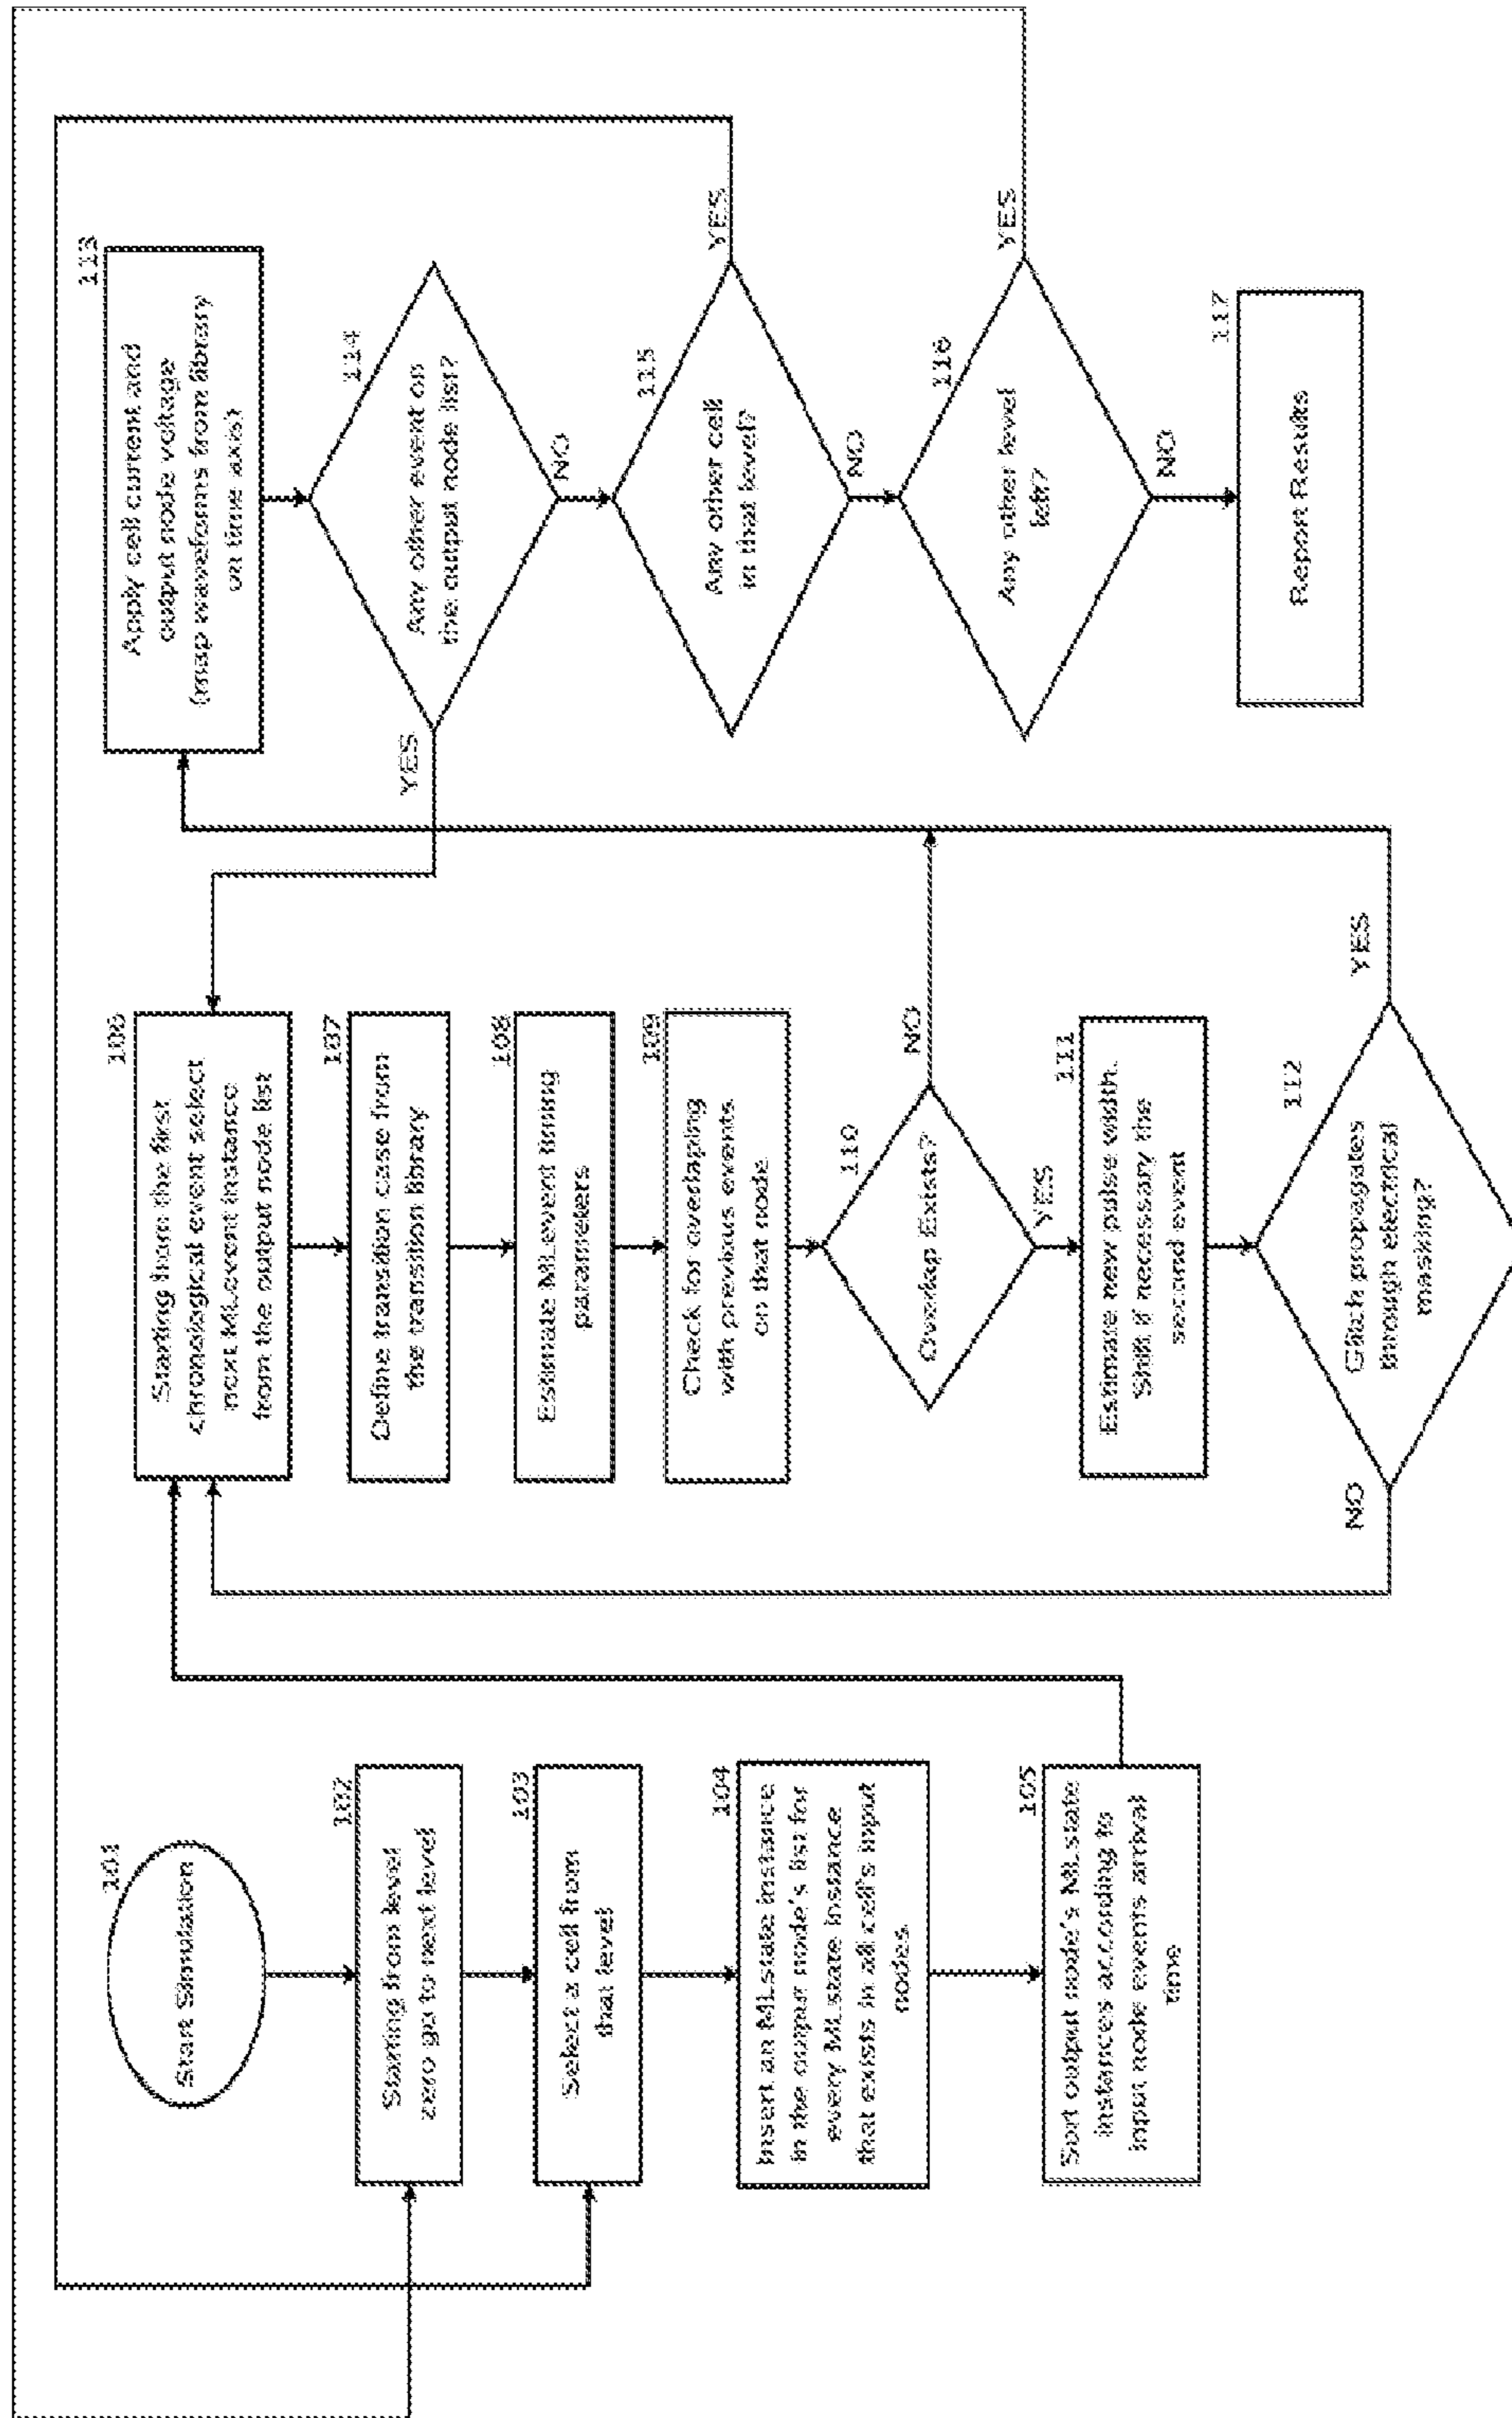 101
Start Simulation
102
Starting from level
zero go to next level
103
Select a cell from
that level
104
Insert an MLstate instance
in the output node's list for
every MLstate instance
that exists in all cell's input
nodes.
105
Sort output node's MLstate
instances according to
input node events arrival
time
106
Starting from the first
chronological event select
next MLevent instance
from the output node list
107
Define transition case from
the transition library
108
Estimate MLevent timing
parameters
109
Check for overlaping
with previous events
on that node.
110
Overlap Exists?
NO
YES
111
Estimate new pulse width.
Shift if necessary the
second event
112
Glitch propagates
through electrical
masking?
NO
YES
113
Apply cell current and
output node voltage
(map waveforms from library
on time axis)
114
Any other event on
the output node list?
YES
NO
115
Any other cell
in that level?
YES
NO
116
Any other level
left?
YES
NO
117
Report Results